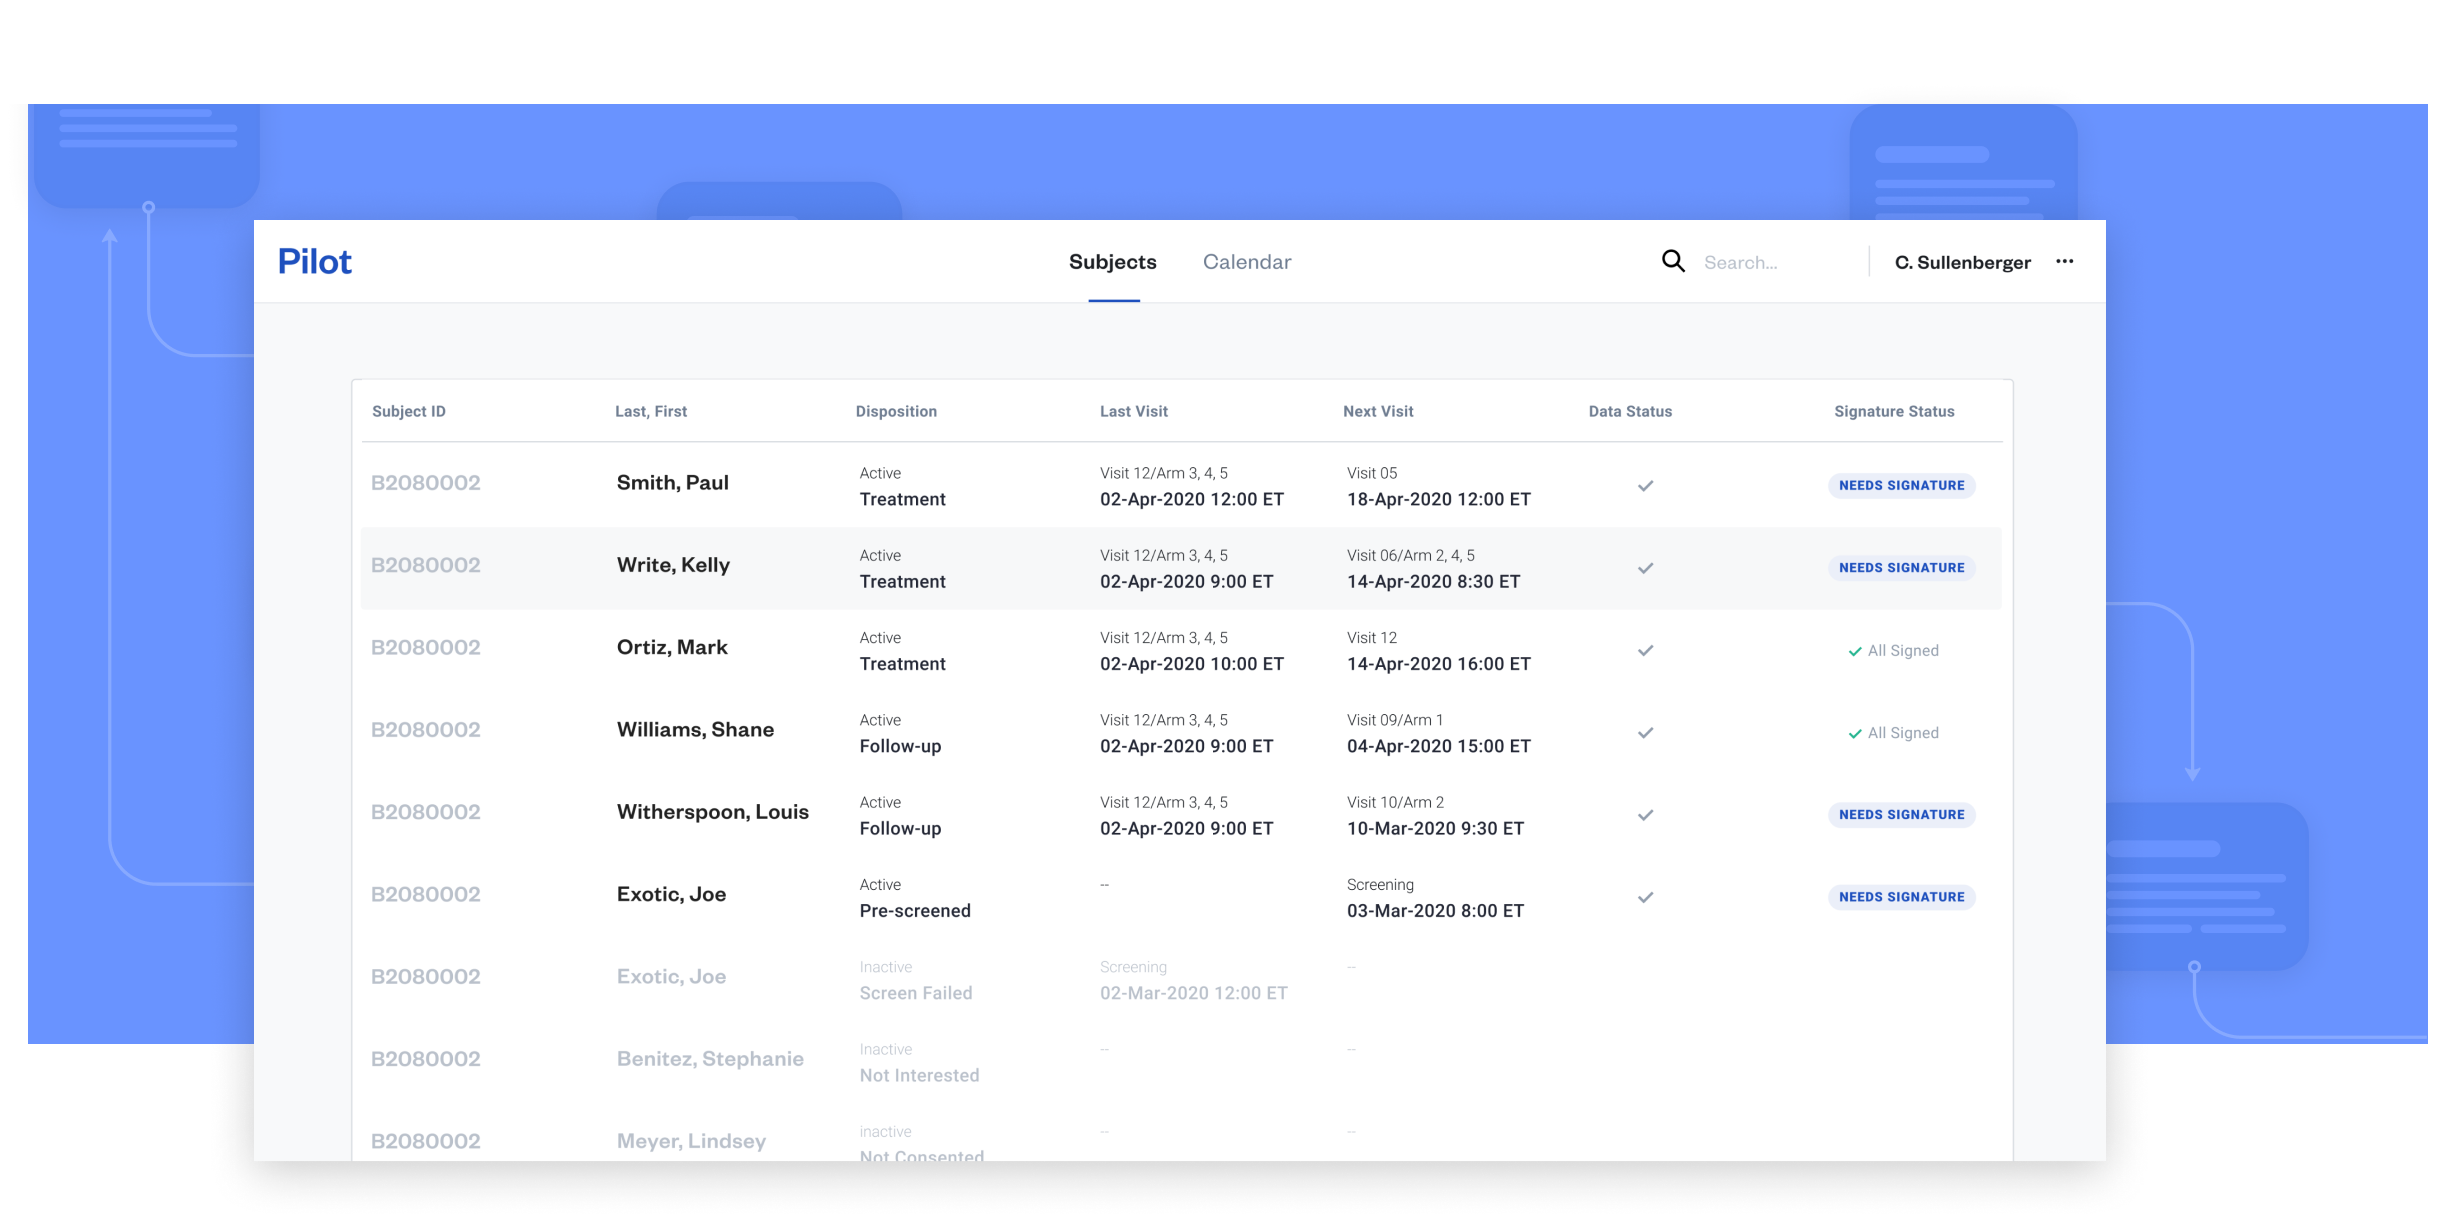 Pilot
Subjects
Calendar
Search...
C. Sullenberger
Subject ID Last, First Disposition Last Visit Next Visit Data Status Signature Status
Active Visit 12/Arm 3, 4, 5 Visit 05
B2080002 Smith, Paul NEEDS SIGNATURE
Treatment 02-Apr-2020 12:00 ET 18-Apr-2020 12:00 ET
Active Visit 12/Arm 3, 4, 5 Visit 06/Arm 2, 4, 5
B2080002 Write, Kelly NEEDS SIGNATURE
Treatment 02-Apr-2020 9:00 ET 14-Apr-2020 8:30 ET
Active Visit 12/Arm 3, 4, 5 Visit 12
B2080002 Ortiz, Mark All Signed
Treatment 02-Apr-2020 10:00 ET 14-Apr-2020 16:00 ET
Active Visit 12/Arm 3, 4, 5 Visit 09/Arm 1
B2080002 Williams, Shane All Signed
Follow-up 02-Apr-2020 9:00 ET 04-Apr-2020 15:00 ET
Active Visit 12/Arm 3, 4, 5 Visit 10/Arm 2
B2080002 Witherspoon, Louis NEEDS SIGNATURE
Follow-up 02-Apr-2020 9:00 ET 10-Mar-2020 9:30 ET
Active -- Screening
B2080002 Exotic, Joe NEEDS SIGNATURE
Pre-screened 03-Mar-2020 8:00 ET
Inactive Screening --
B2080002 Exotic, Joe
Screen Failed 02-Mar-2020 12:00 ET
Inactive -- --
B2080002 Benitez, Stephanie
Not Interested
inactive -- --
B2080002 Meyer, Lindsey
Not Consented